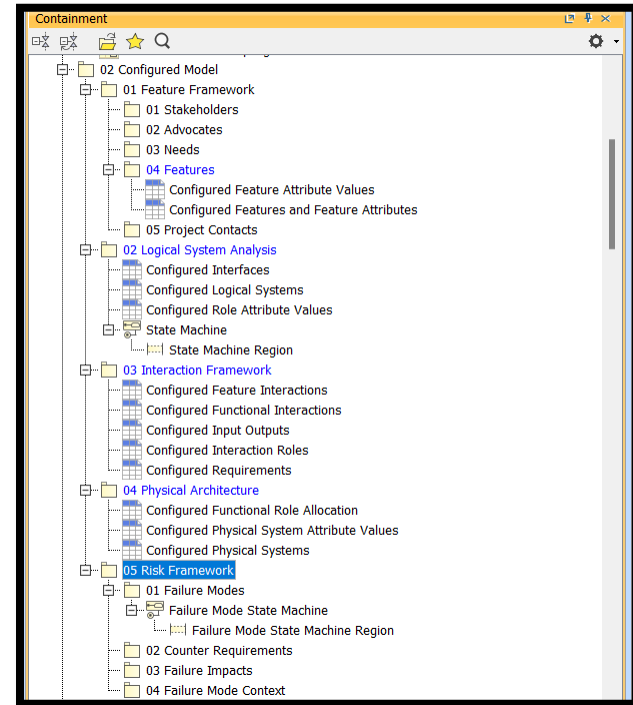 Containment
02 Configured Model
01 Feature Framework
01 Stakeholders
02 Advocates
03 Needs
04 Features
Configured Feature Attribute Values
Configured Features and Feature Attributes
05 Project Contacts
02 Logical System Analysis
Configured Interfaces
Configured Logical Systems
Configured Role Attribute Values
State Machine
State Machine Region
03 Interaction Framework
Configured Feature Interactions
Configured Functional Interactions
Configured Input Outputs
Configured Interaction Roles
Configured Requirements
04 Physical Architecture
Configured Functional Role Allocation
Configured Physical System Attribute Values
Configured Physical Systems
05 Risk Framework
01 Failure Modes
Failure Mode State Machine
Failure Mode State Machine Region
02 Counter Requirements
03 Failure Impacts
04 Failure Mode Context